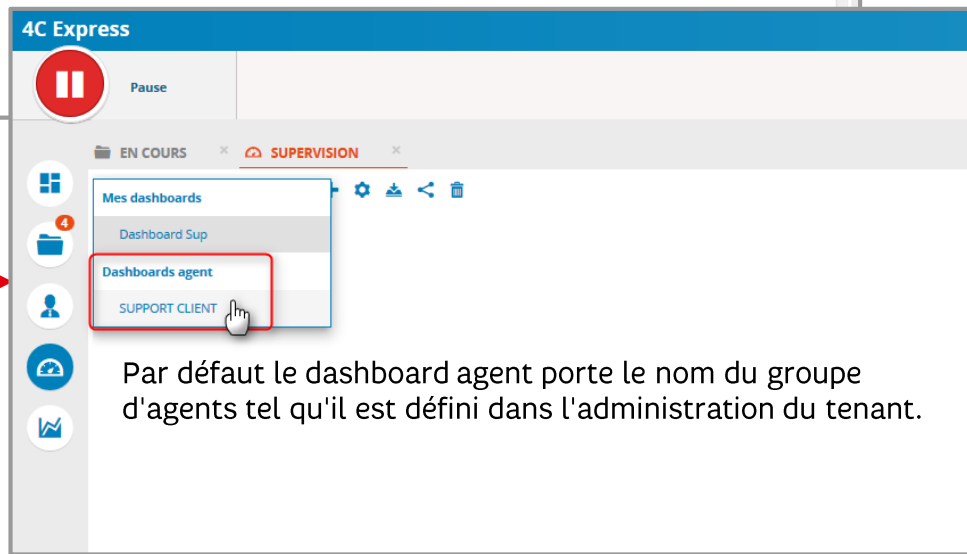 4C Express
Pause
EN COURS
SUPERVISION
Mes dashboards
4
Dashboard Sup
Dashboards agent
SUPPORT CLIENT
Par défaut le dashboard agent porte le nom du groupe
d'agents tel qu'il est défini dans l'administration du tenant.